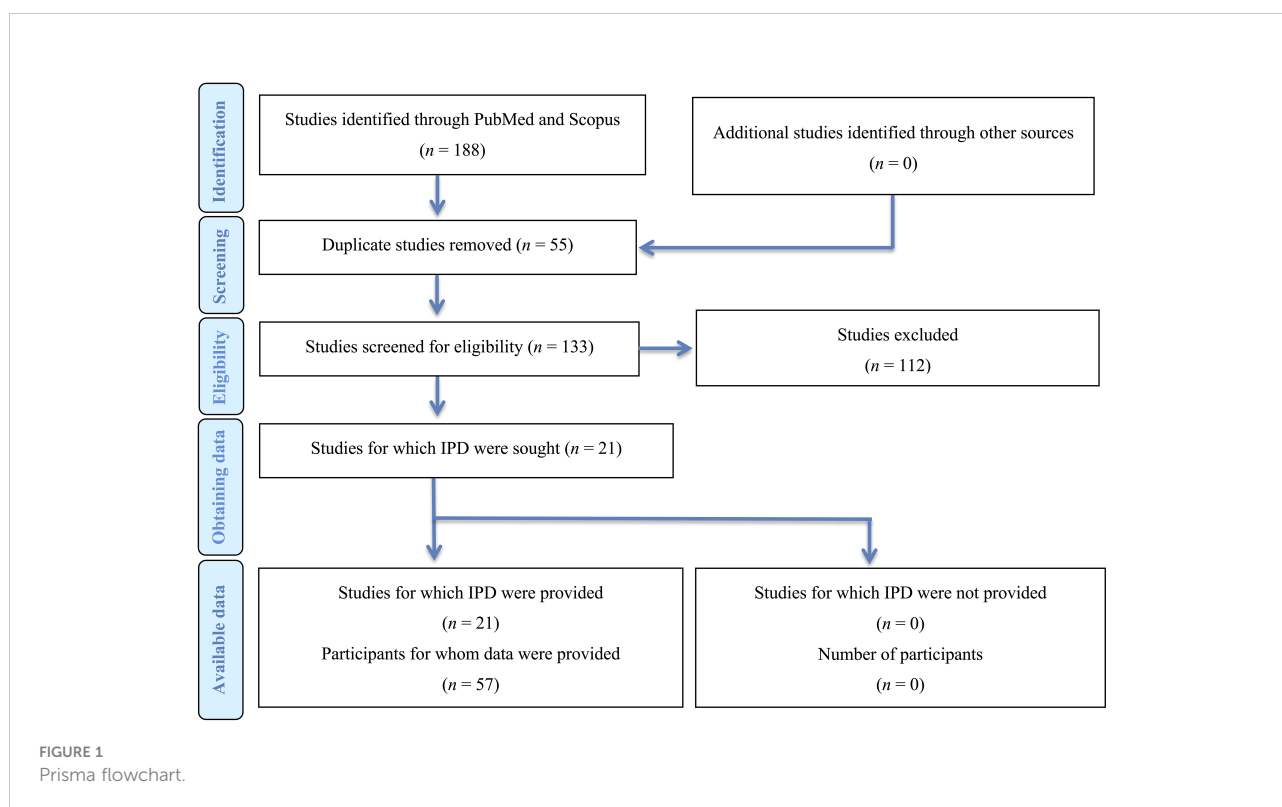 Identification
Studies identified through PubMed and Scopus
(n = 188)
Additional studies identified through other sources
(n = 0)
Screening
Duplicate studies removed (n = 55)
Eligibility
Studies screened for eligibility (n = 133)
Studies excluded
(n = 112)
Obtaining data
Studies for which IPD were sought (n = 21)
Available data
Studies for which IPD were provided
(n = 21)
Participants for whom data were provided
(n = 57)
Studies for which IPD were not provided
(n = 0)
Number of participants
(n = 0)
FIGURE 1
Prisma flowchart.